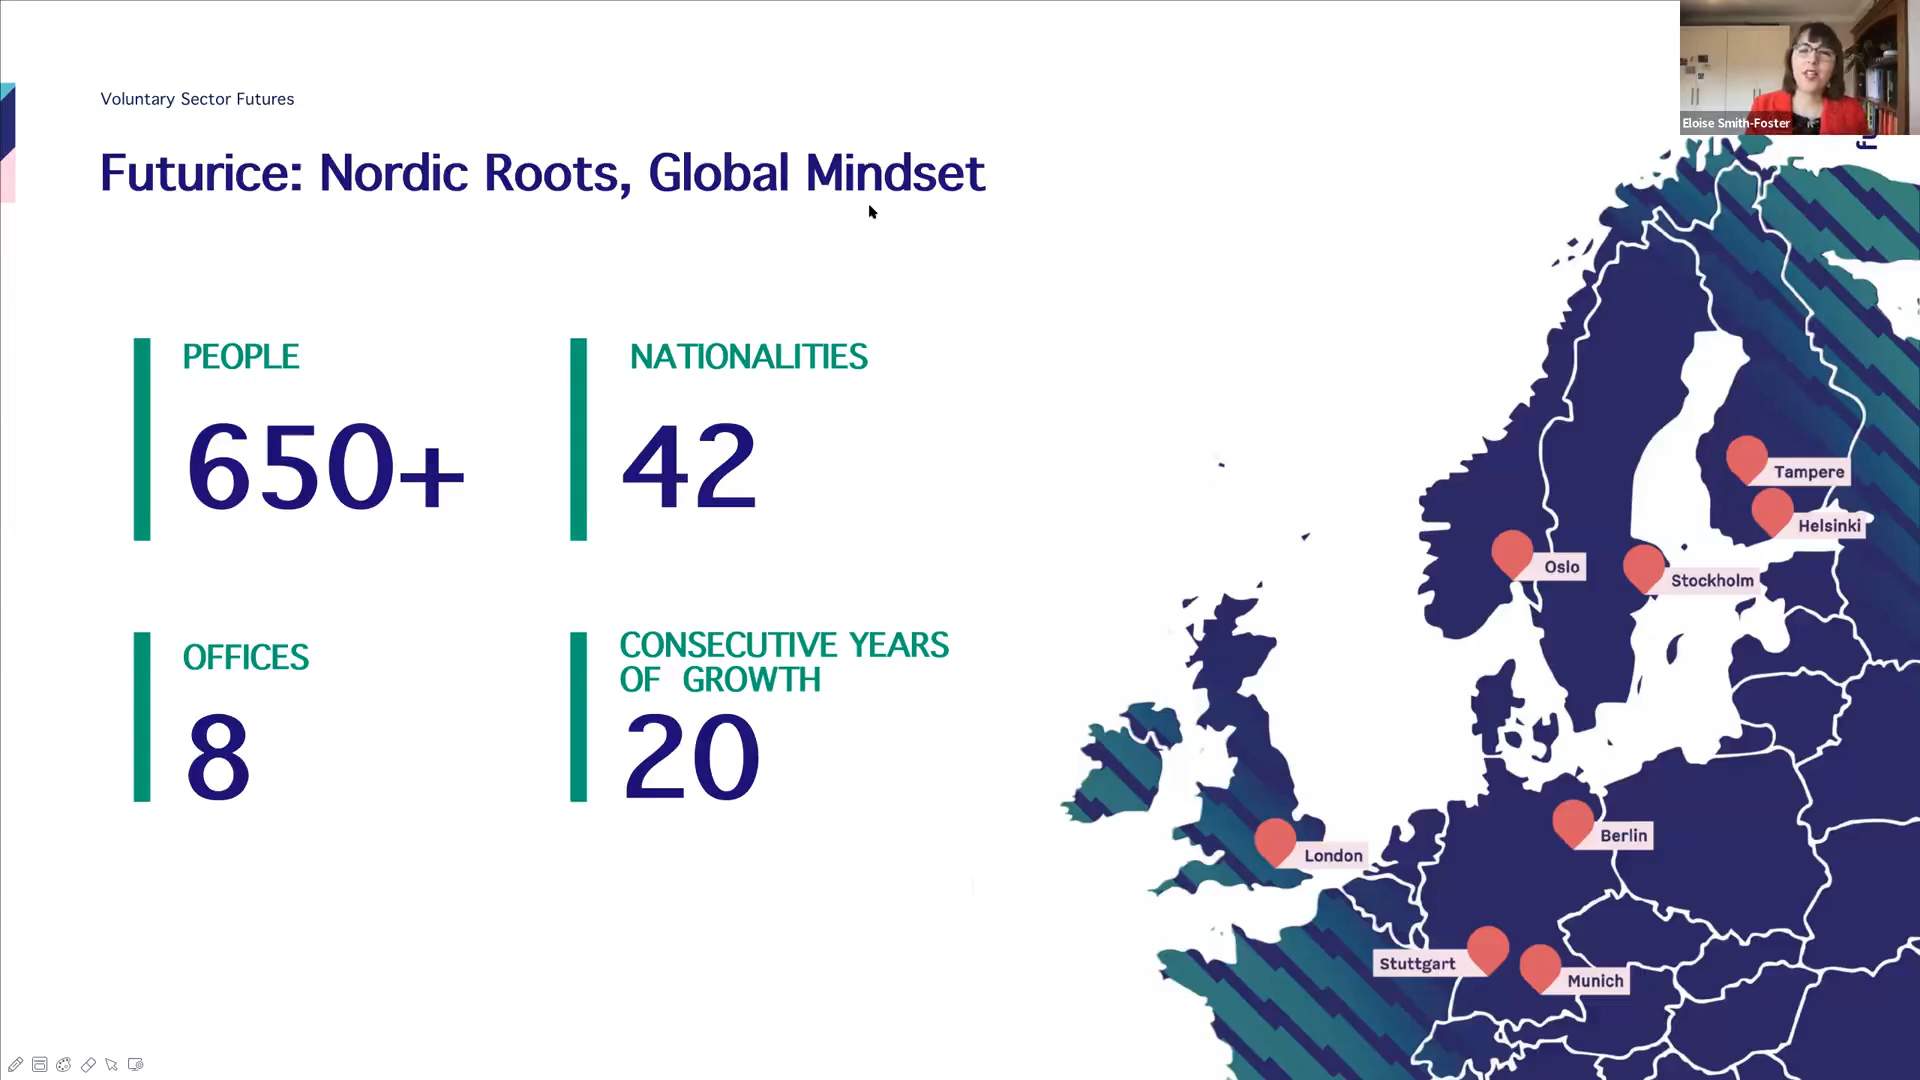 Voluntary Sector Futures
Futurice: Nordic Roots, Global Mindset
Eloise Smith-Foster
PEOPLE
650+
NATIONALITIES
42
OFFICES
8
CONSECUTIVE YEARS
OF GROWTH
20
Tampere
Helsinki
Oslo
Stockholm
Berlin
London
Stuttgart
Munich